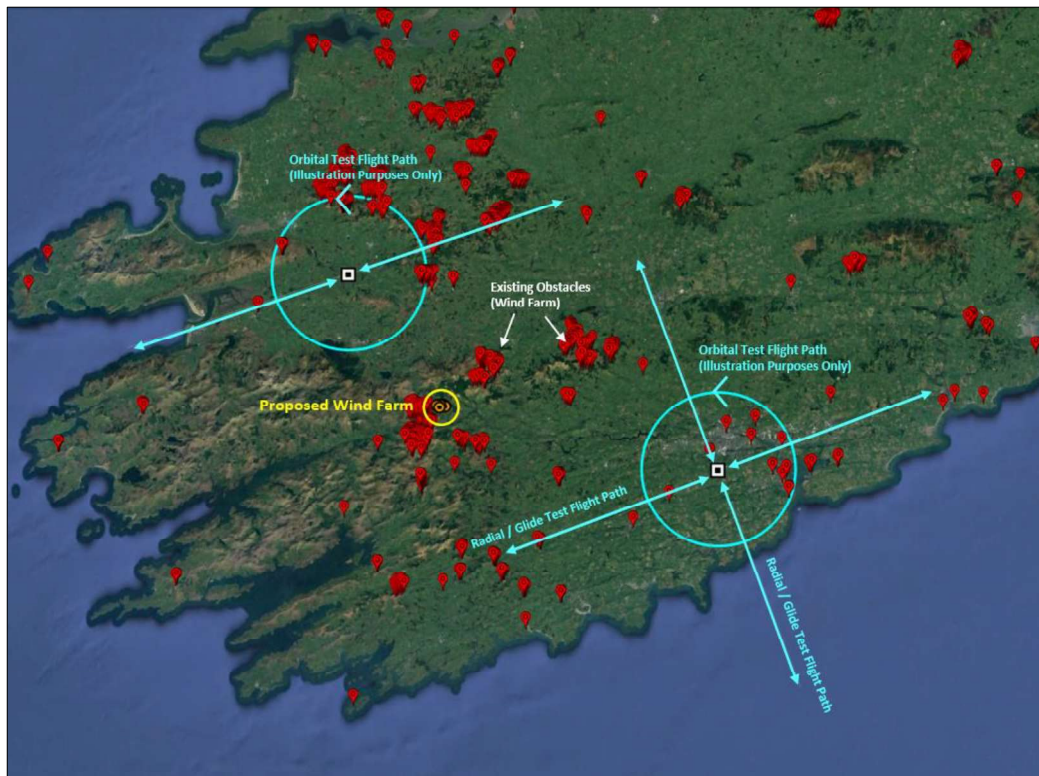 Orbital Test Flight Path
(Illustration Purposes Only)
Existing Obstacles
(Wind Farm)
Orbital Test Flight Path
(Illustration Purposes Only)
Proposed Wind Farm
Radial / Glide Test Flight Path
Radial / Glide Test Flight Path